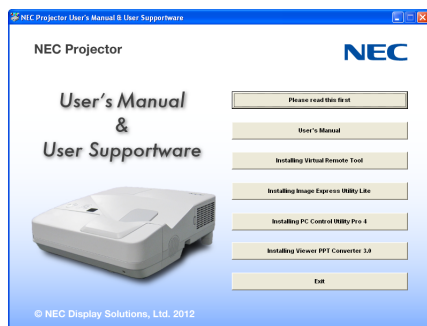 NEC Projector User's Manual & User Supportware
NEC Projector
NEC
User's Manual
&
User Supportware
Please read this first
User's Manual
Installing Virtual Remote Tool
Installing Image Express Utility Lite
Installing PC Control Utility Pro 4
Installing Viewer PPT Converter 3.0
Exit
© NEC Display Solutions, Ltd. 2012